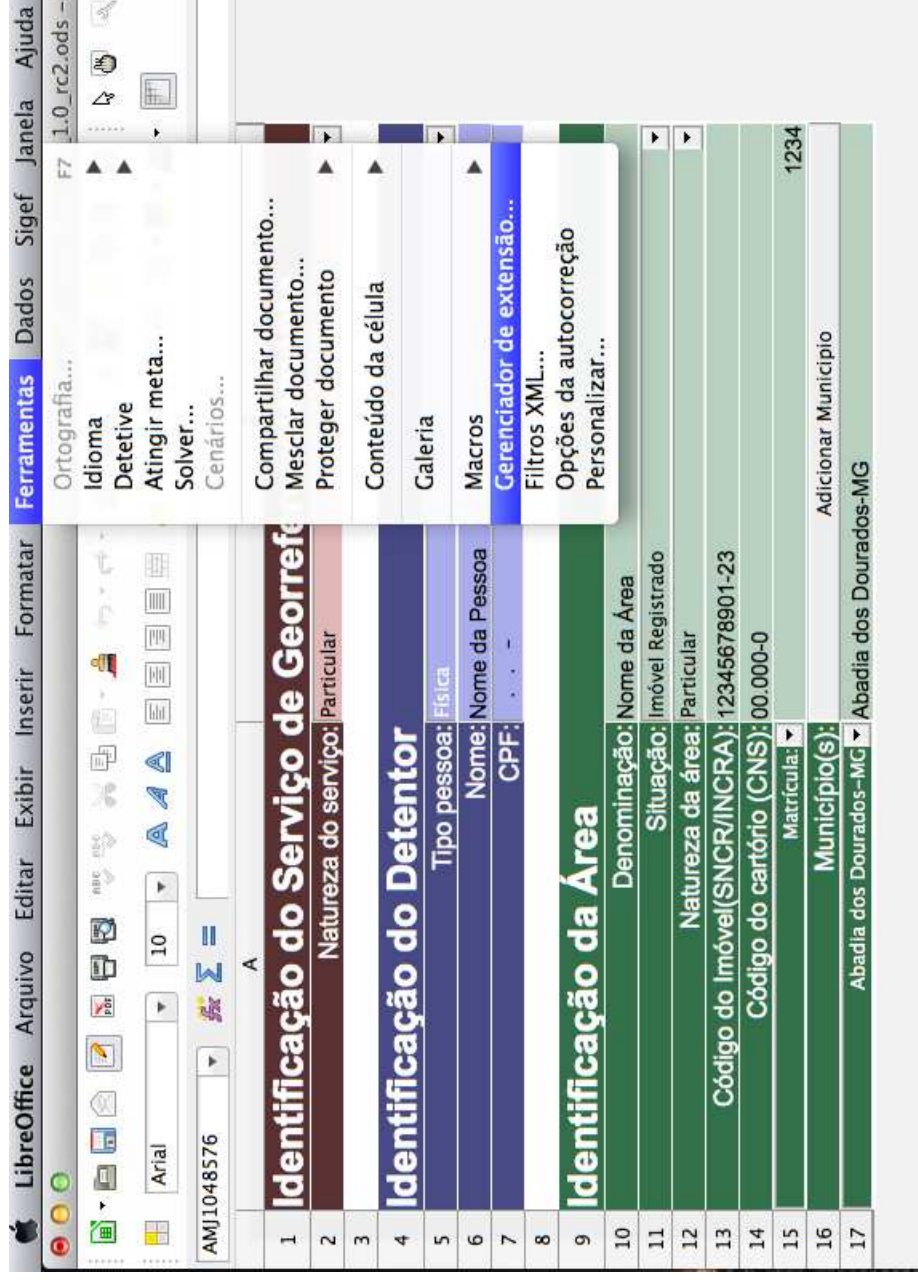 LibreOffice Arquivo Editar Exibir Inserir Formatar Ferramentas Dados Sigef Janela Ajuda
_1.0_rc2.ods –
Ortografia... F7
Idioma
Detetive
Atingir meta...
Solver...
Cenários...
Compartilhar documento...
Mesclar documento...
Proteger documento
Conteúdo da célula
Galeria
Macros
Gerenciador de extensão...
Filtros XML...
Opções da autocorreção
Personalizar...
PDF ABC ABC
Arial 10 A A A
AMJ1048576 fx Σ =
A
1 Identificação do Serviço de Georrefe
2 Natureza do serviço: Particular
3
4 Identificação do Detentor
5 Tipo pessoa: Física
6 Nome: Nome da Pessoa
7 CPF: . . -
8
9 Identificação da Área
10 Denominação: Nome da Área
11 Situação: Imóvel Registrado
12 Natureza da área: Particular
13 Código do Imóvel(SNCR/INCRA): 12345678901-23
14 Código do cartório (CNS): 00.000-0
15 Matrícula: 1234
16 Município(s): Adicionar Municipio
17 Abadia dos Dourados-MG Abadia dos Dourados-MG